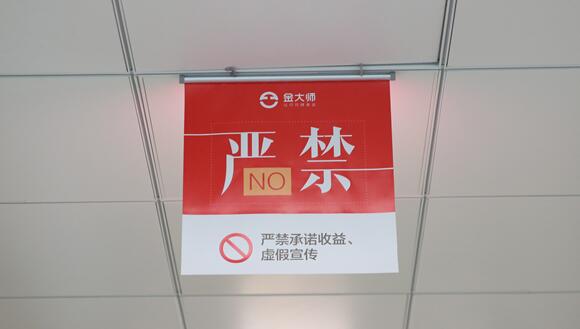 金大师
严禁
NO
严禁承诺收益、
虚假宣传